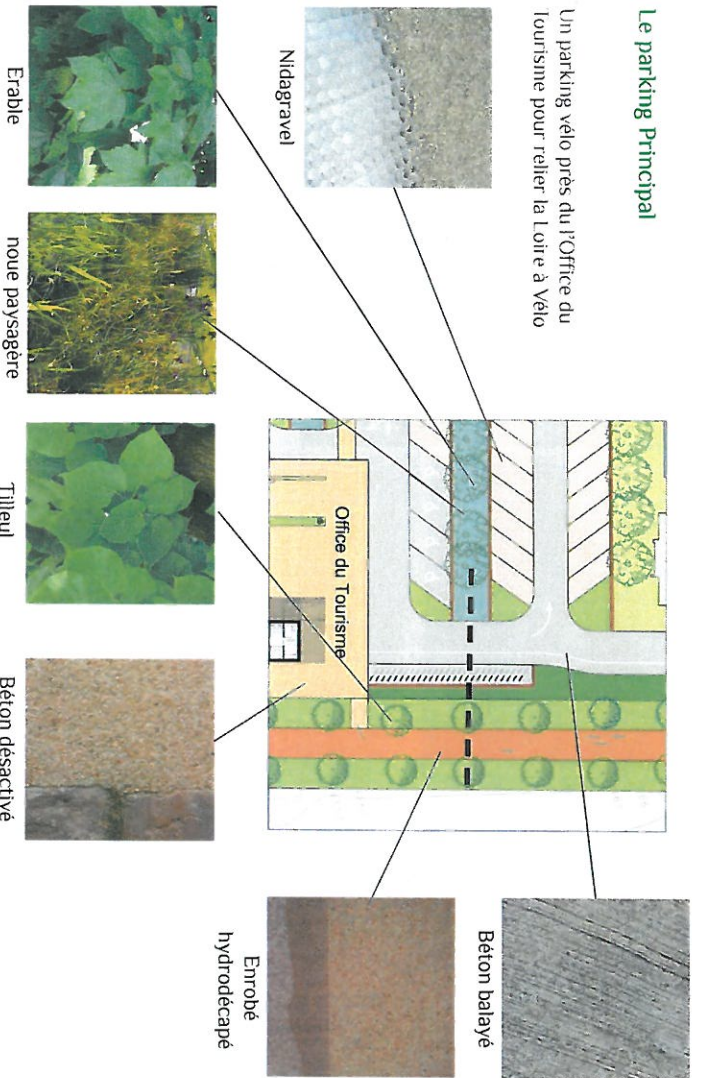 Le parking Principal
Un parking vélo près du l'Office du
Tourisme pour relier la Loire à Vélo
Nidagravel
Office du Tourisme
Béton balayé
Enrobé
hydrodécapé
Erable
noue paysagère
Tilleul
Béton désactivé